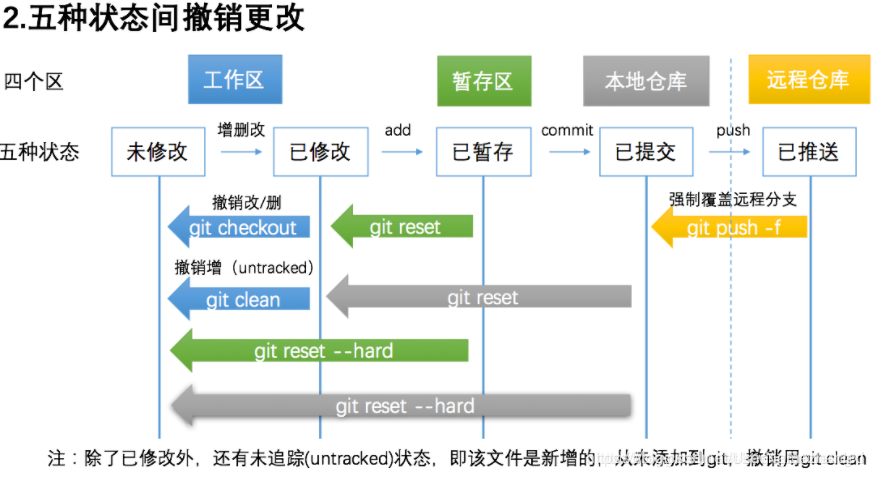 2.五种状态间撤销更改
四个区 工作区 暂存区 本地仓库 远程仓库
增删改 add commit push
五种状态 未修改 已修改 已暂存 已提交 已推送
撤销改/删 强制覆盖远程分支
git checkout git reset git push -f
撤销增（untracked）
git clean git reset
git reset --hard
git reset --hard
注：除了已修改外，还有未追踪(untracked)状态，即该文件是新增的，从未添加到git，撤销用git clean